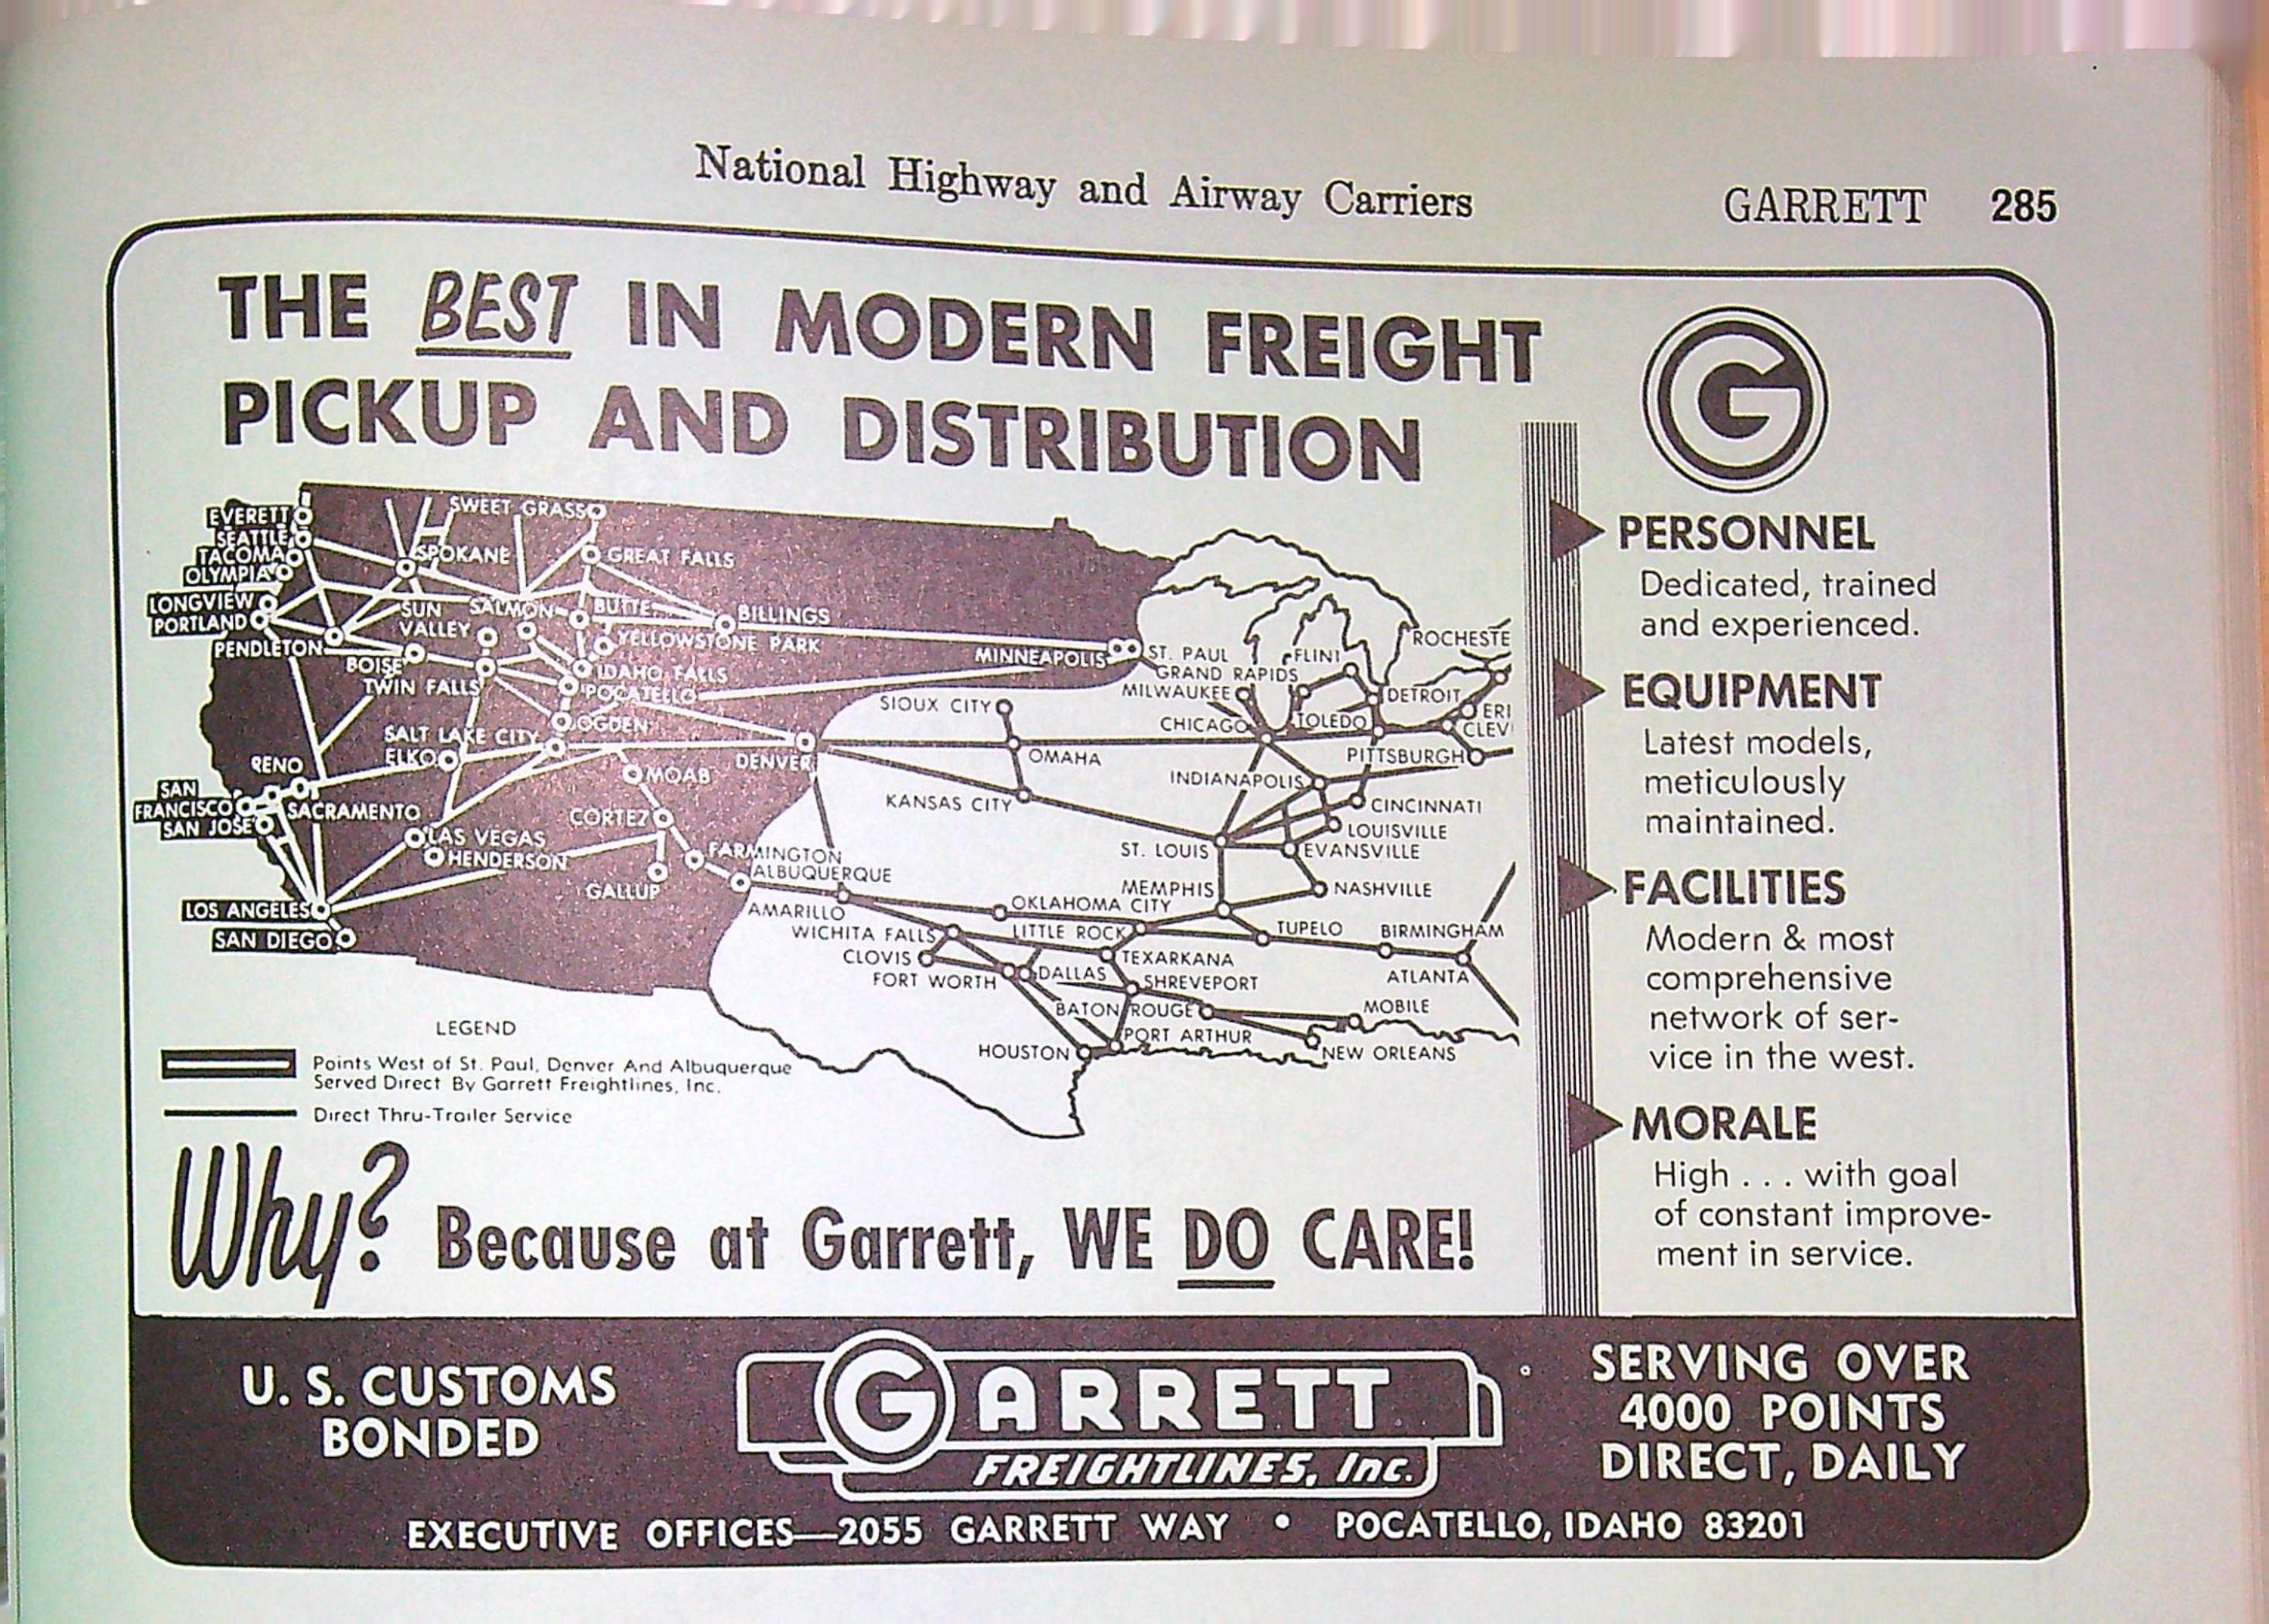 National Highway and Airway Carriers
GARRETT 285
THE BEST IN MODERN FREIGHT
PICKUP AND DISTRIBUTION
G
EVERETT
SEATTLE
TACOMA
OLYMPIA
LONGVIEW
PORTLAND
PENDLETON
SPOKANE
SWEET GRASS
GREAT FALLS
SUN
VALLEY
SALMON
BUTTE
BILLINGS
YELLOWSTONE PARK
BOISE
IDAHO FALLS
TWIN FALLS
POCATELLO
OGDEN
SALT LAKE CITY
ELKO
RENO
SAN
FRANCISCO
SACRAMENTO
SAN JOSE
LAS VEGAS
HENDERSON
LOS ANGELES
SAN DIEGO
MOAB
CORTEZ
GALLUP
FARMINGTON
ALBUQUERQUE
DENVER
MINNEAPOLIS
ST. PAUL
SIOUX CITY
OMAHA
KANSAS CITY
GRAND RAPIDS
FLINT
ROCHESTE
MILWAUKEE
DETROIT
CHICAGO
TOLEDO
ERI
CLEV
PITTSBURGH
INDIANAPOLIS
CINCINNATI
LOUISVILLE
ST. LOUIS
EVANSVILLE
MEMPHIS
NASHVILLE
AMARILLO
OKLAHOMA CITY
WICHITA FALLS
LITTLE ROCK
TUPELO
BIRMINGHAM
CLOVIS
TEXARKANA
ATLANTA
FORT WORTH
DALLAS
SHREVEPORT
BATON ROUGE
MOBILE
PORT ARTHUR
HOUSTON
NEW ORLEANS
LEGEND
Points West of St. Paul, Denver And Albuquerque
Served Direct By Garrett Freightlines, Inc.
Direct Thru-Trailer Service
Why? Because at Garrett, WE DO CARE!
PERSONNEL
Dedicated, trained
and experienced.
EQUIPMENT
Latest models,
meticulously
maintained.
FACILITIES
Modern & most
comprehensive
network of ser-
vice in the west.
MORALE
High . . . with goal
of constant improve-
ment in service.
U. S. CUSTOMS
BONDED
GARRETT
FREIGHTLINES, Inc.
SERVING OVER
4000 POINTS
DIRECT, DAILY
EXECUTIVE OFFICES—2055 GARRETT WAY • POCATELLO, IDAHO 83201